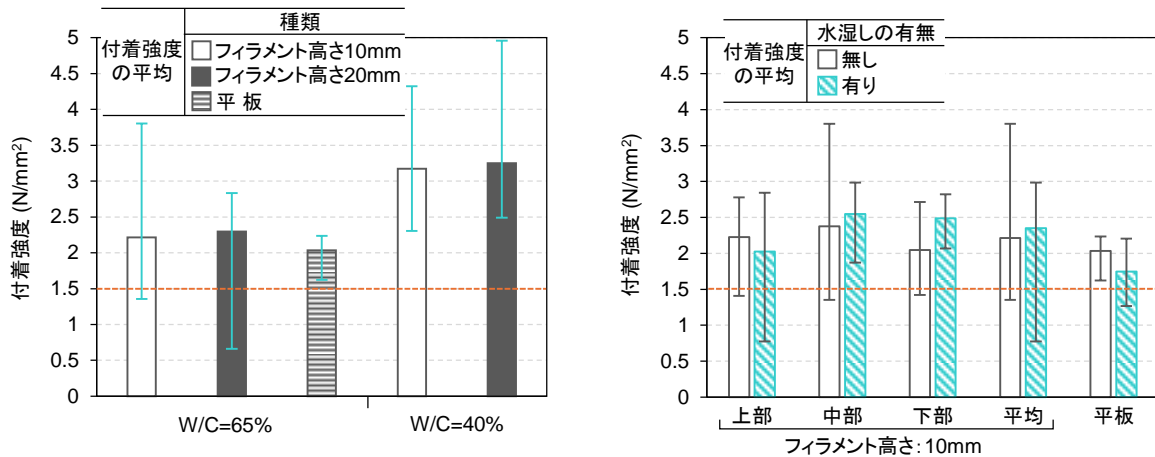 付着強度
の平均
種類
フィラメント高さ10mm
フィラメント高さ20mm
平 板
付着強度 (N/mm²)
5
4.5
4
3.5
3
2.5
2
1.5
1
0.5
0
W/C=65%
W/C=40%
付着強度
の平均
水湿しの有無
無し
有り
付着強度 (N/mm²)
5
4.5
4
3.5
3
2.5
2
1.5
1
0.5
0
上部
中部
下部
平均
平板
フィラメント高さ：10mm